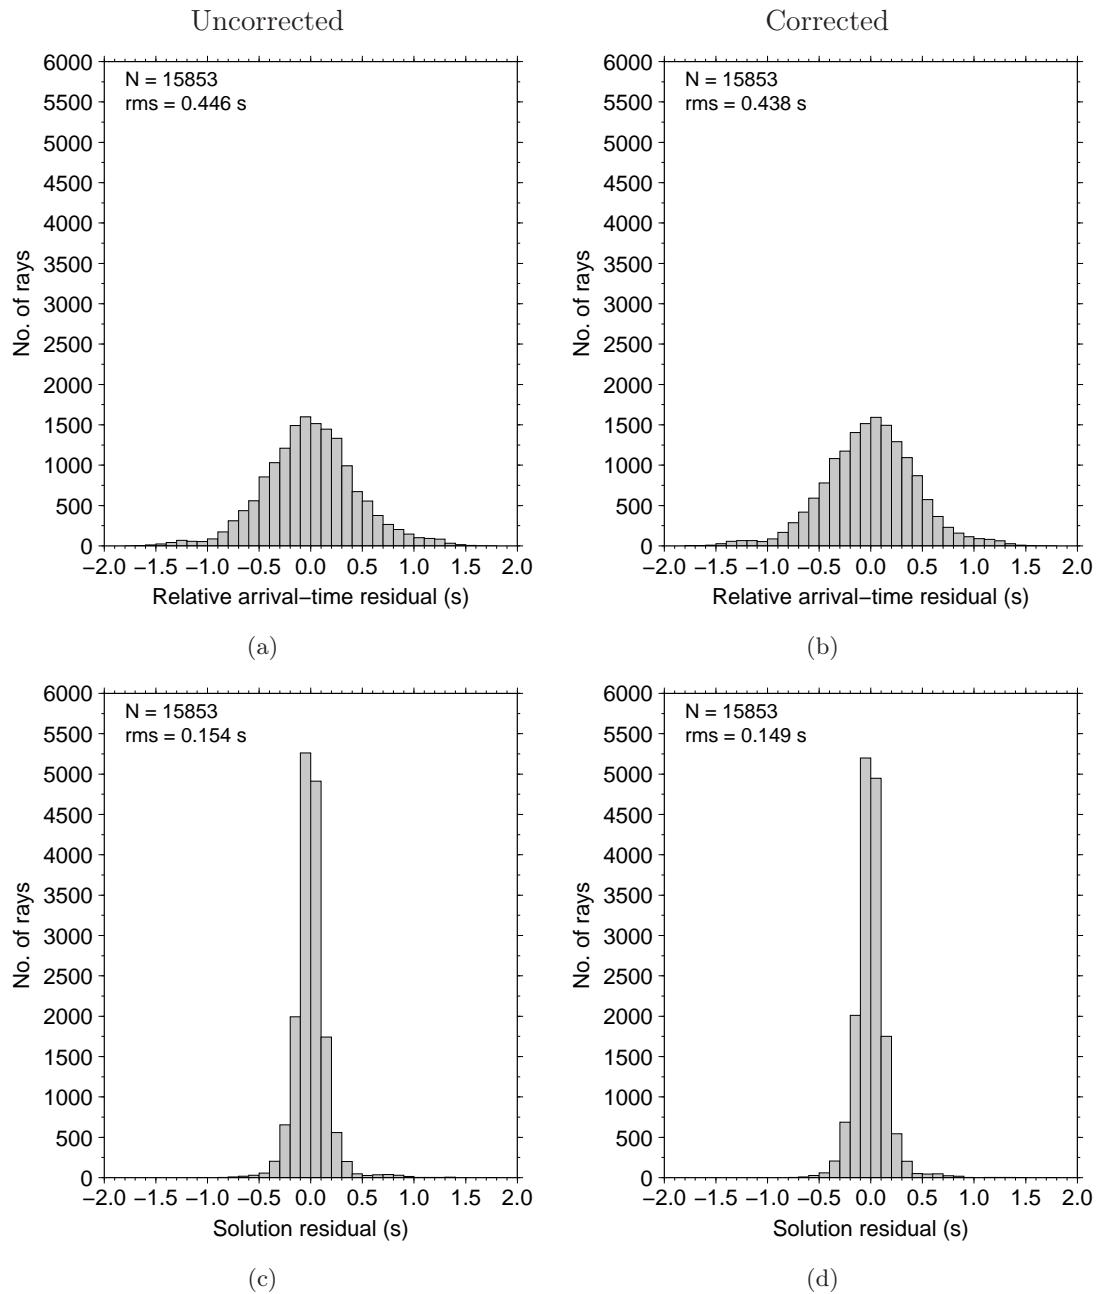 Uncorrected
Corrected
6000
5500
5000
4500
4000
3500
3000
2500
2000
1500
1000
500
0
No. of rays
N = 15853
rms = 0.446 s
−2.0 −1.5 −1.0 −0.5 0.0 0.5 1.0 1.5 2.0
Relative arrival−time residual (s)
(a)
6000
5500
5000
4500
4000
3500
3000
2500
2000
1500
1000
500
0
No. of rays
N = 15853
rms = 0.438 s
−2.0 −1.5 −1.0 −0.5 0.0 0.5 1.0 1.5 2.0
Relative arrival−time residual (s)
(b)
6000
5500
5000
4500
4000
3500
3000
2500
2000
1500
1000
500
0
No. of rays
N = 15853
rms = 0.154 s
−2.0 −1.5 −1.0 −0.5 0.0 0.5 1.0 1.5 2.0
Solution residual (s)
(c)
6000
5500
5000
4500
4000
3500
3000
2500
2000
1500
1000
500
0
No. of rays
N = 15853
rms = 0.149 s
−2.0 −1.5 −1.0 −0.5 0.0 0.5 1.0 1.5 2.0
Solution residual (s)
(d)